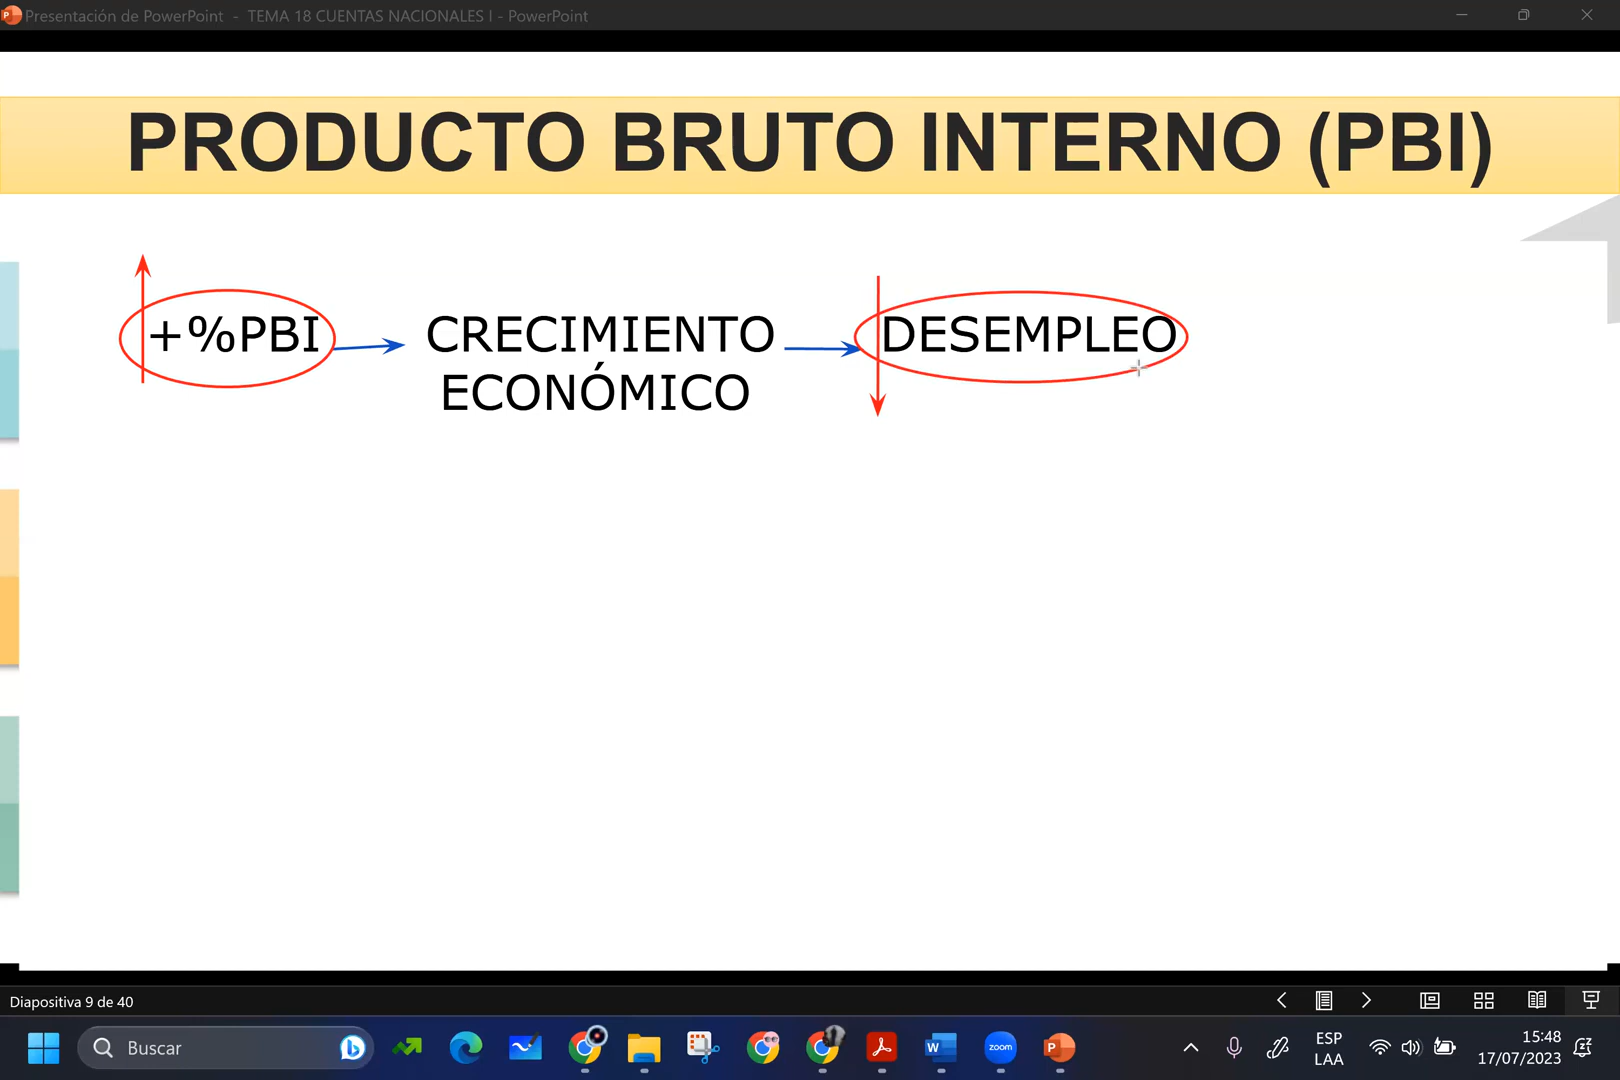 Presentación de PowerPoint - TEMA 18 CUENTAS NACIONALES I - PowerPoint
PRODUCTO BRUTO INTERNO (PBI)
+%PBI CRECIMIENTO DESEMPLEO
ECONÓMICO
Diapositiva 9 de 40
Buscar
zoom
ESP
LAA
15:48
17/07/2023